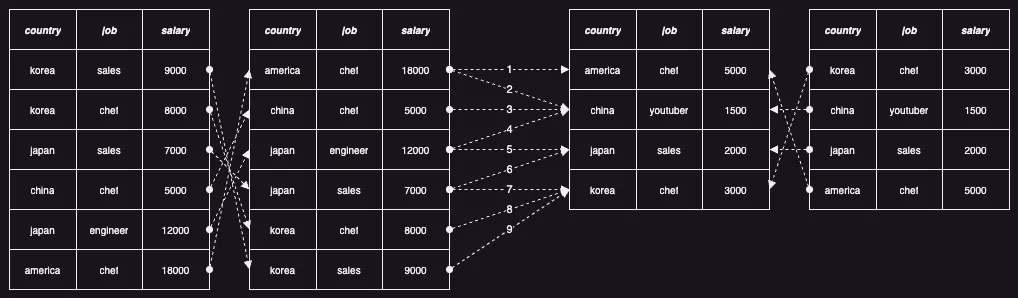 country job salary
korea sales 9000
korea chef 8000
japan sales 7000
china chef 5000
japan engineer 12000
america chef 18000
country job salary
america chef 18000
china chef 5000
japan engineer 12000
japan sales 7000
korea chef 8000
korea sales 9000
1
2
3
4
5
6
7
8
9
country job salary
america chef 5000
china youtuber 1500
japan sales 2000
korea chef 3000
country job salary
korea chef 3000
china youtuber 1500
japan sales 2000
america chef 5000